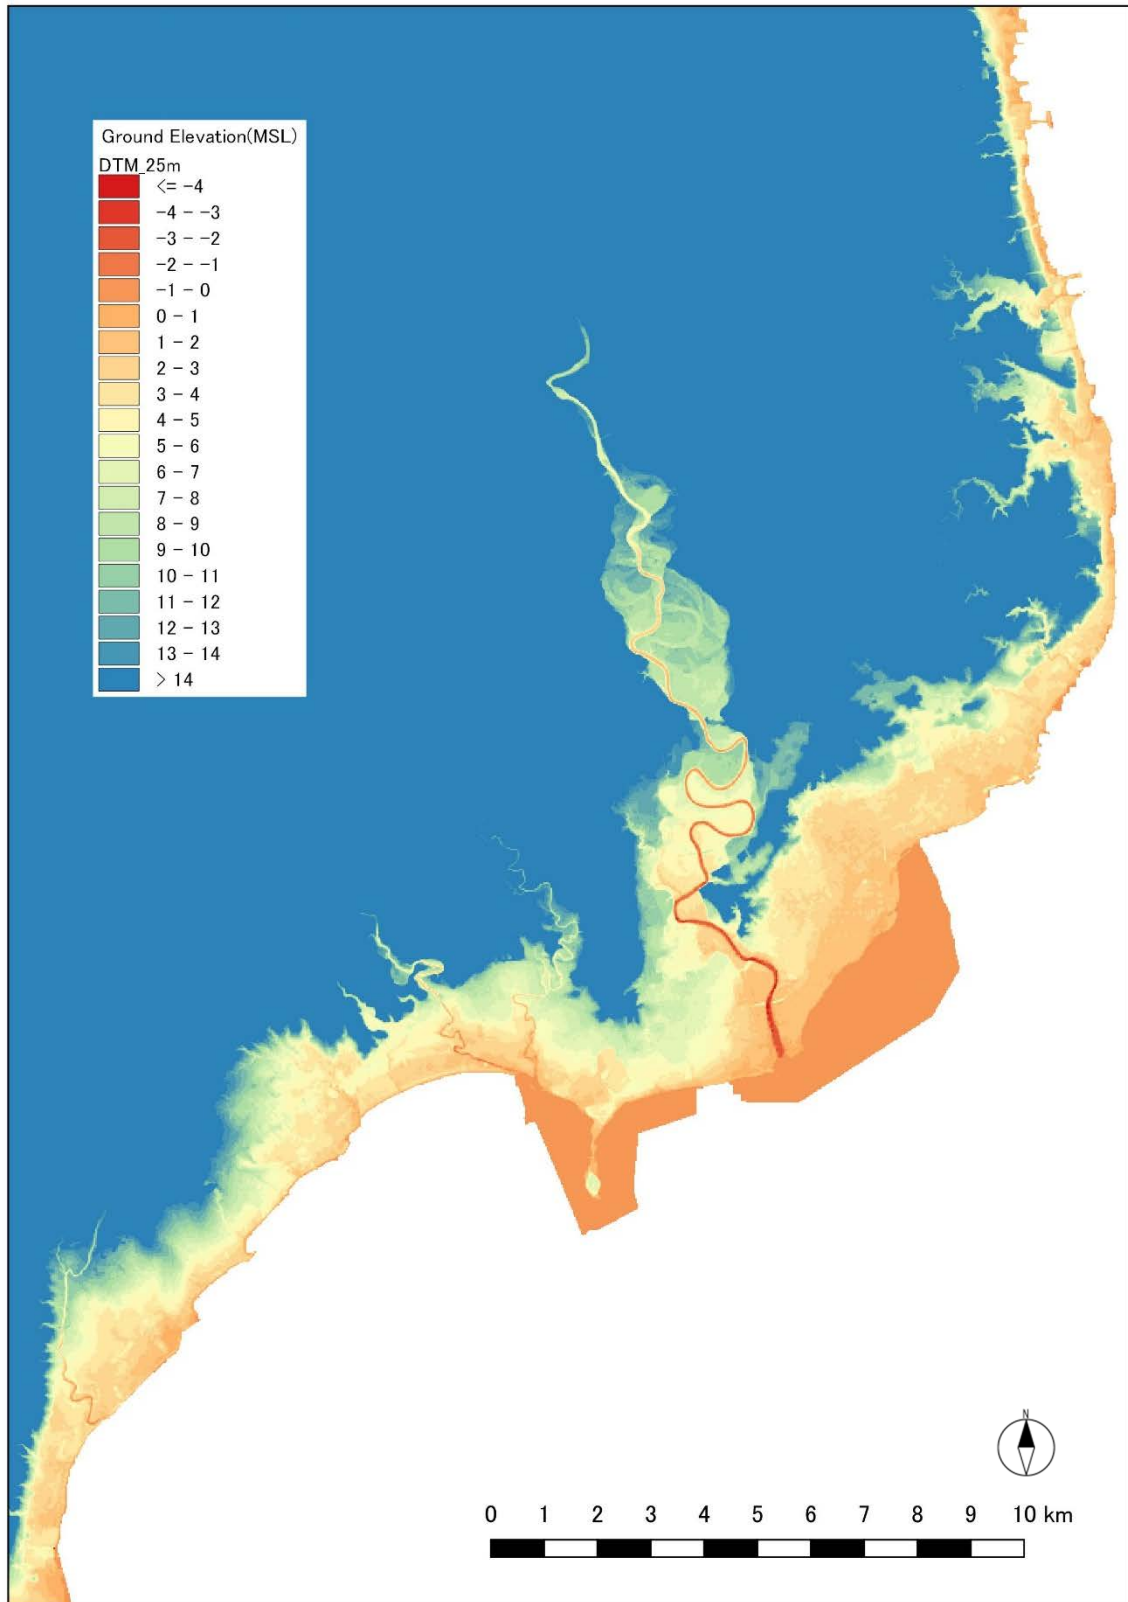 Ground Elevation(MSL)
DTM_25m
<= -4
-4 - -3
-3 - -2
-2 - -1
-1 - 0
0 - 1
1 - 2
2 - 3
3 - 4
4 - 5
5 - 6
6 - 7
7 - 8
8 - 9
9 - 10
10 - 11
11 - 12
12 - 13
13 - 14
> 14
N
0 1 2 3 4 5 6 7 8 9 10 km